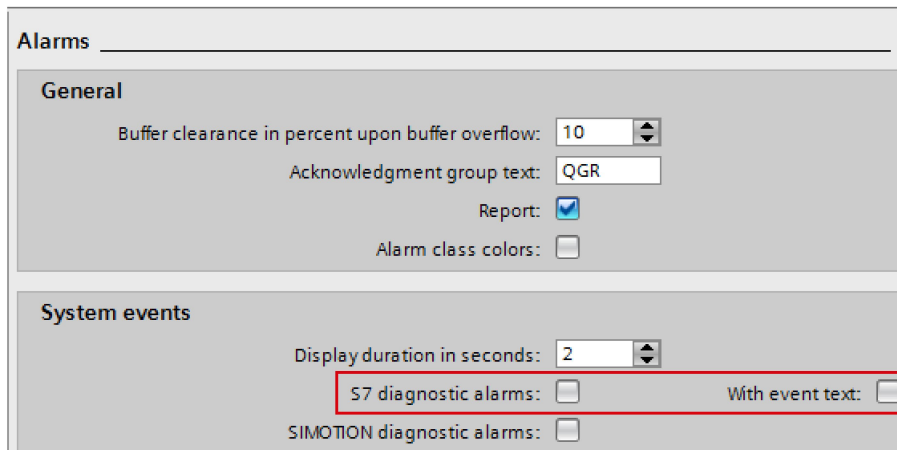 Alarms
General
Buffer clearance in percent upon buffer overflow: 10
Acknowledgment group text: QGR
Report:
Alarm class colors:
System events
Display duration in seconds: 2
S7 diagnostic alarms: With event text:
SIMOTION diagnostic alarms: